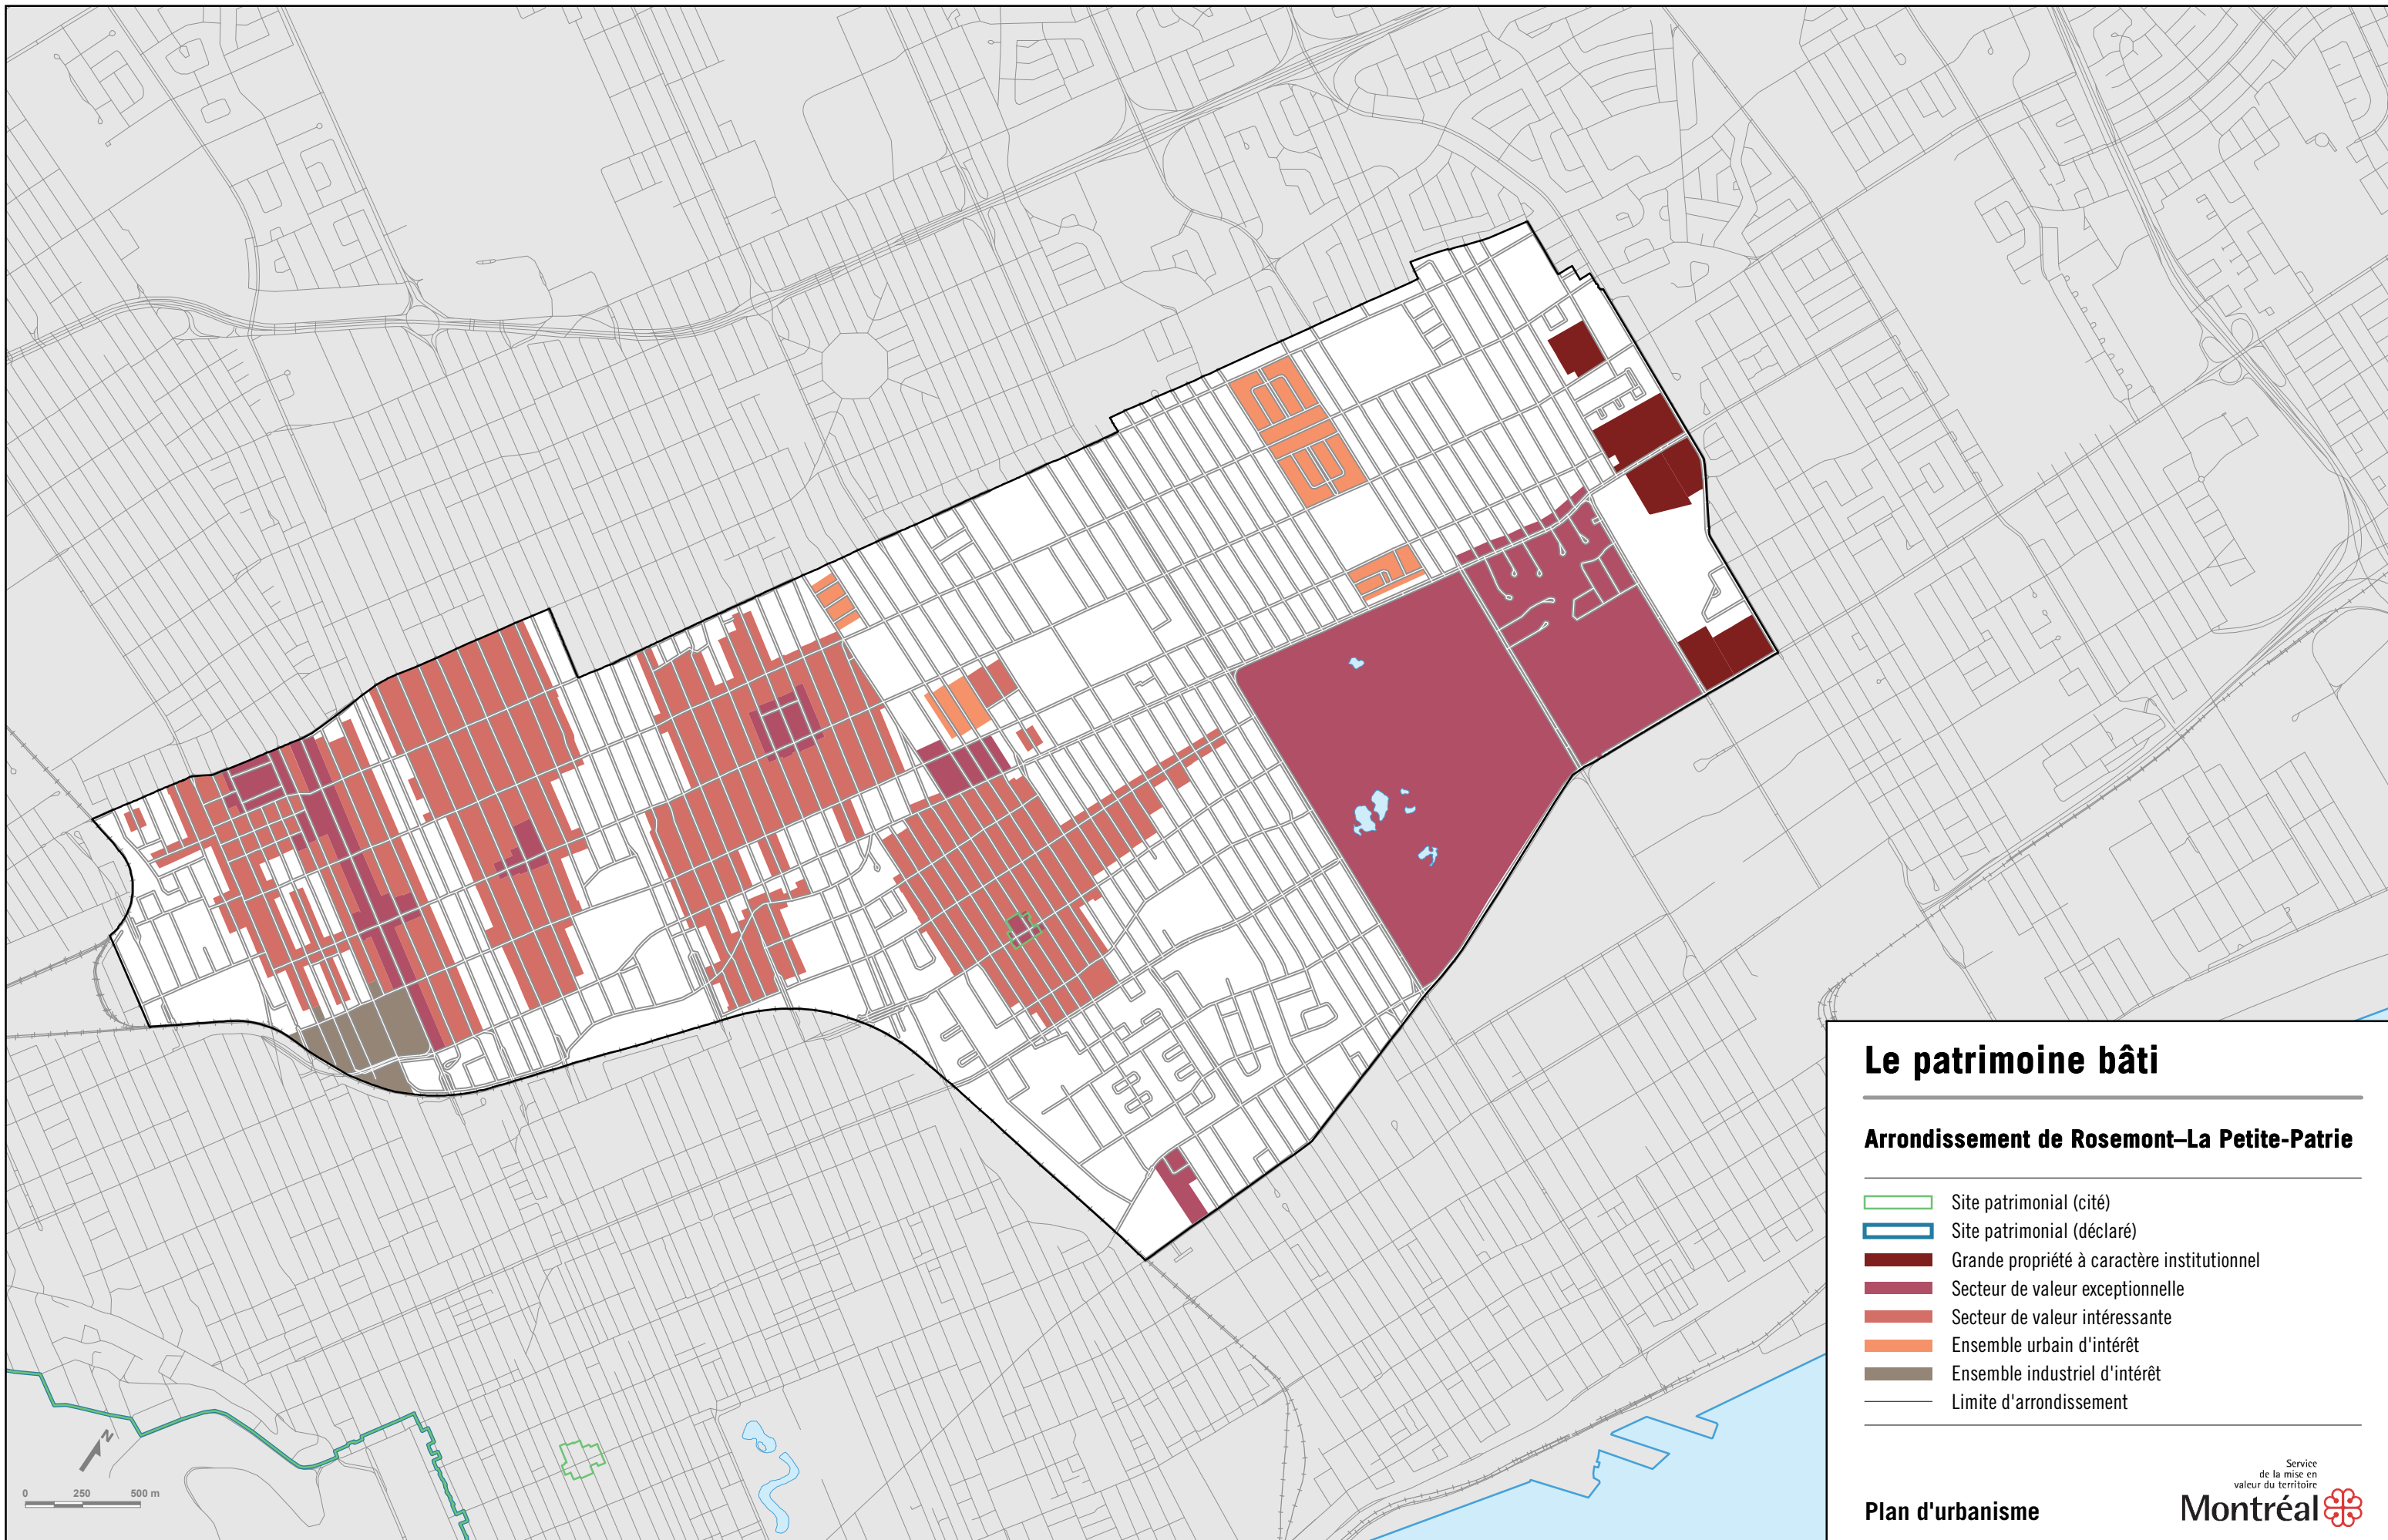 Le patrimoine bâti
Arrondissement de Rosemont–La Petite-Patrie
Site patrimonial (cité)
Site patrimonial (déclaré)
Grande propriété à caractère institutionnel
Secteur de valeur exceptionnelle
Secteur de valeur intéressante
Ensemble urbain d'intérêt
Ensemble industriel d'intérêt
Limite d'arrondissement
N
0 250 500 m
Plan d'urbanisme
Service
de la mise en
valeur du territoire
Montréal